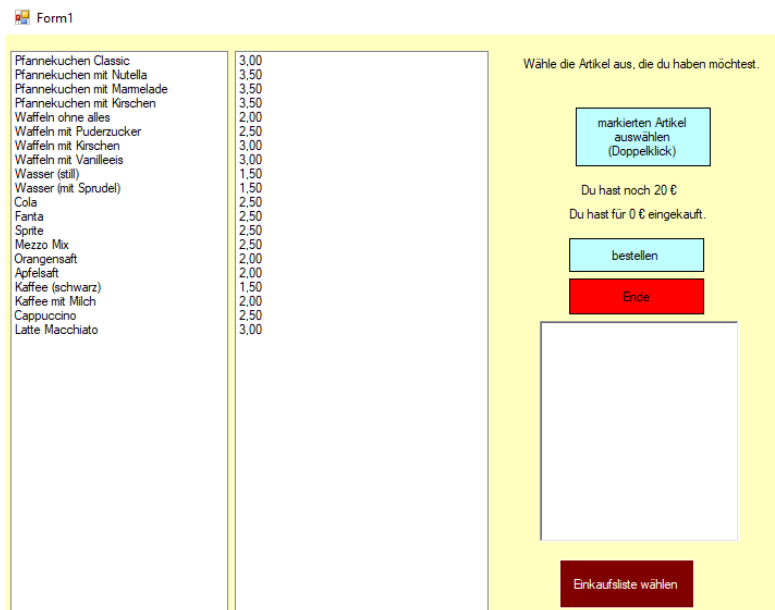 Form1
Pfannekuchen Classic
Pfannekuchen mit Nutella
Pfannekuchen mit Marmelade
Pfannekuchen mit Kirschen
Waffeln ohne alles
Waffeln mit Puderzucker
Waffeln mit Kirschen
Waffeln mit Vanilleeis
Wasser (still)
Wasser (mit Sprudel)
Cola
Fanta
Sprite
Mezzo Mix
Orangensaft
Apfelsaft
Kaffee (schwarz)
Kaffee mit Milch
Cappuccino
Latte Macchiato
3,00
3,50
3,50
3,50
2,00
2,50
3,00
3,00
1,50
1,50
2,50
2,50
2,50
2,50
2,00
2,00
1,50
2,00
2,50
3,00
Wähle die Artikel aus, die du haben möchtest.
markierten Artikel
auswählen
(Doppelklick)
Du hast noch 20 €
Du hast für 0 € eingekauft.
bestellen
Ende
Einkaufsliste wählen